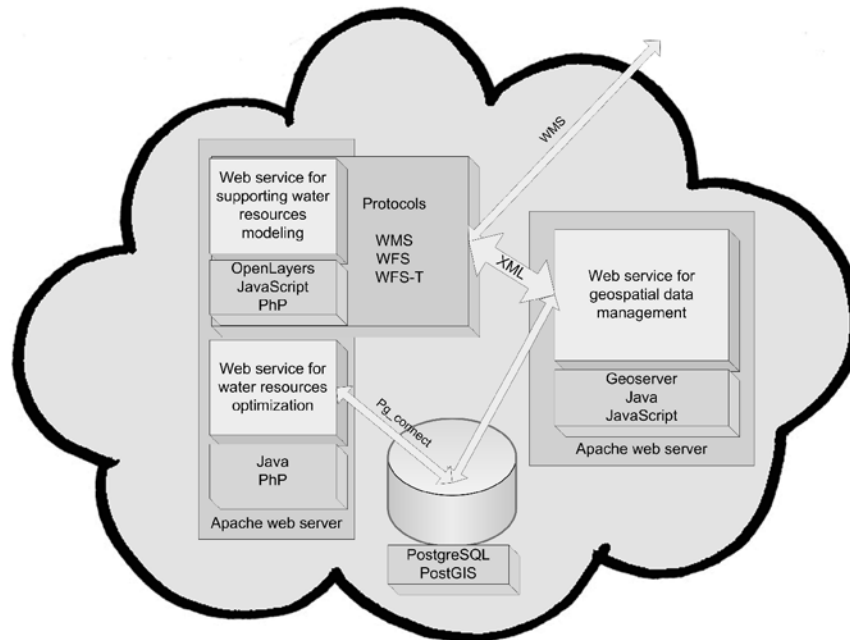 WMS
Web service for
supporting water
resources
modeling
OpenLayers
JavaScript
PhP
Protocols
WMS
WFS
WFS-T
XML
Web service for
geospatial data
management
Geoserver
Java
JavaScript
Apache web server
Web service for
water resources
optimization
Java
PhP
Apache web server
Pg_connect
PostgreSQL
PostGIS